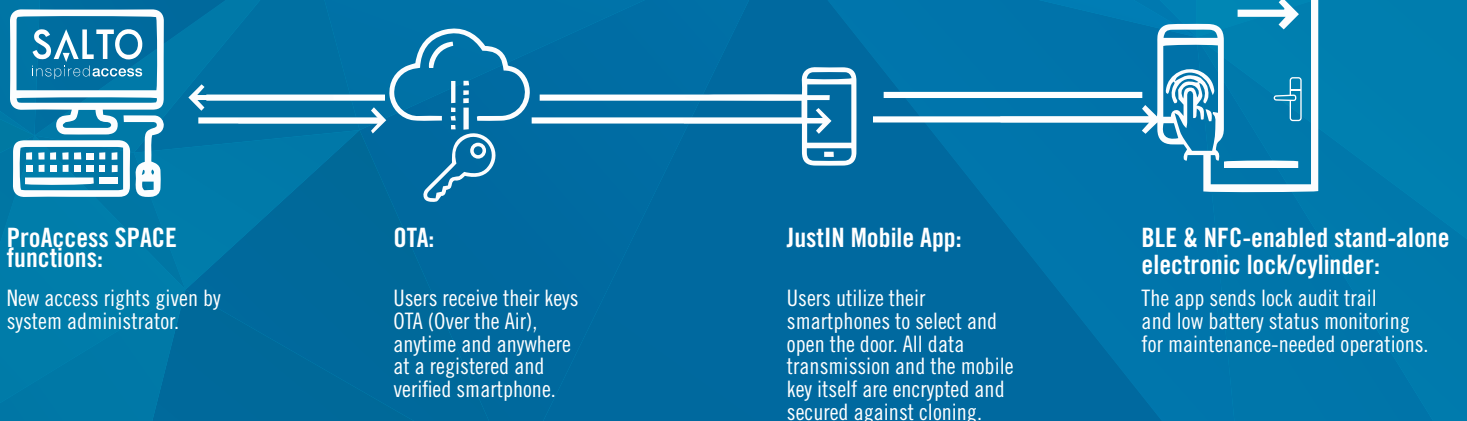 SALTO
inspiredaccess
ProAccess SPACE
functions:
New access rights given by
system administrator.
OTA:
Users receive their keys
OTA (Over the Air),
anytime and anywhere
at a registered and
verified smartphone.
JustIN Mobile App:
Users utilize their
smartphones to select and
open the door. All data
transmission and the mobile
key itself are encrypted and
secured against cloning.
BLE & NFC-enabled stand-alone
electronic lock/cylinder:
The app sends lock audit trail
and low battery status monitoring
for maintenance-needed operations.